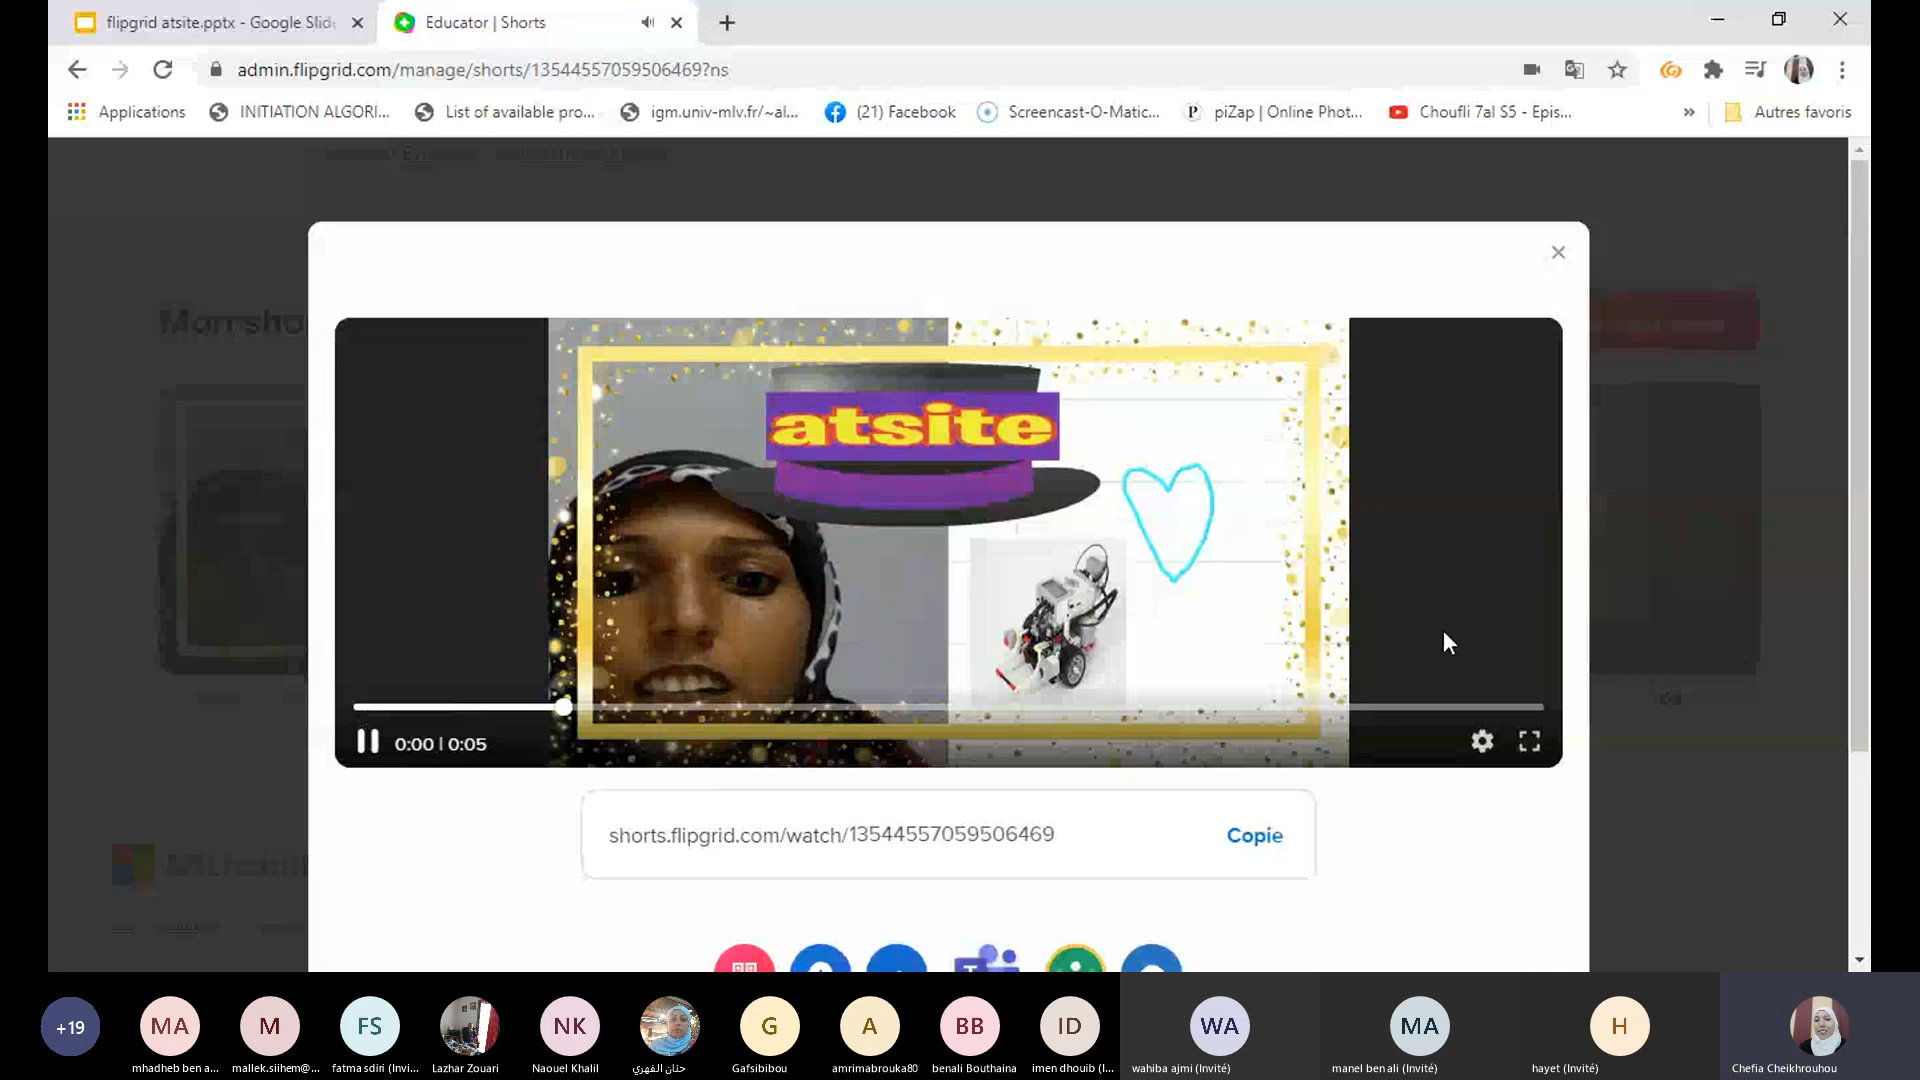 flipgrid atsite.pptx - Google Slid
Educator | Shorts
admin.flipgrid.com/manage/shorts/13544557059506469?ns
Applications
INITIATION ALGORI...
List of available pro...
igm.univ-mlv.fr/~al...
(21) Facebook
Screencast-O-Matic...
piZap | Online Phot...
Choufli 7al S5 - Epis...
»
Autres favoris
atsite
0:00 | 0:05
shorts.flipgrid.com/watch/13544557059506469
Copie
+19
MA
M
FS
NK
G
A
BB
ID
WA
MA
H
mhadheb ben a...
mallek.siihem@...
fatma sdiri (Invi...
Lazhar Zouari
Naouel Khalil
حنان الفهري
Gafsibibou
amrimabrouka80
benali Bouthaina
imen dhouib (I...
wahiba ajmi (Invité)
manel ben ali (Invité)
hayet (Invité)
Chefia Cheikhrouhou